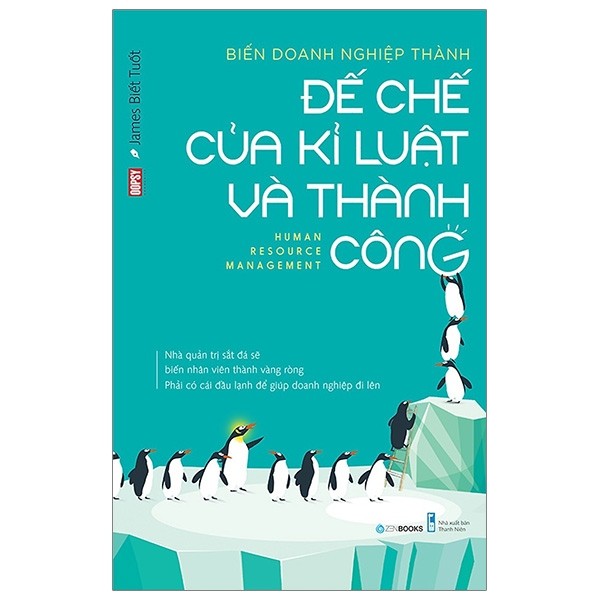 BIẾN DOANH NGHIỆP THÀNH
ĐẾ CHẾ
CỦA KỈ LUẬT
VÀ THÀNH
CÔNG
HUMAN
RESOURCE
MANAGEMENT
James Biết Tuốt
OOPSY
Nhà quản trị sắt đá sẽ
biến nhân viên thành vàng ròng
Phải có cái đầu lạnh để giúp doanh nghiệp đi lên
ZENBOOKS
Nhà xuất bản
Thanh Niên